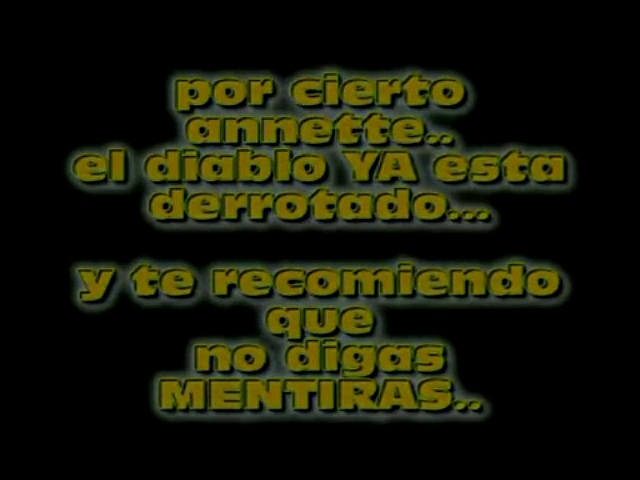 por cierto
annette..
el diablo YA esta
derrotado...
y te recomiendo
que
no digas
MENTIRAS..